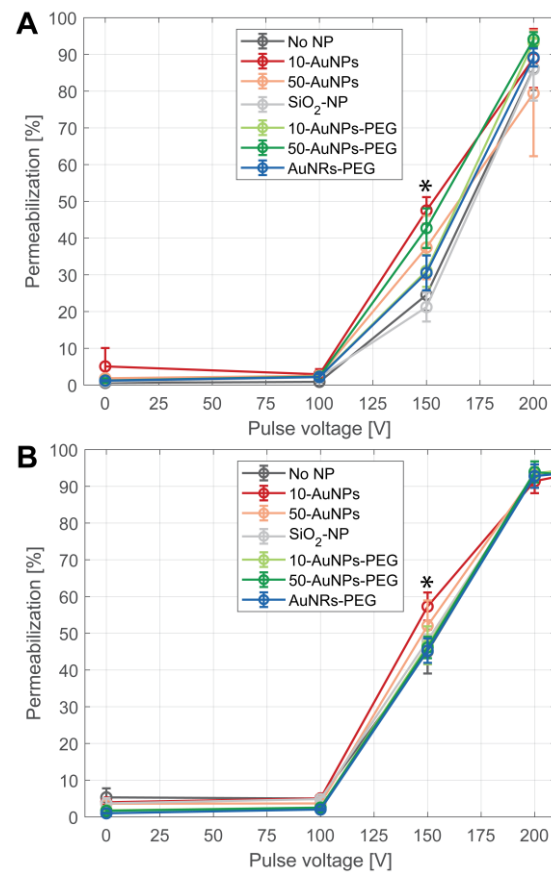 A
100
90
80
70
60
50
40
30
20
10
0
Permeabilization [%]
No NP
10-AuNPs
50-AuNPs
SiO2-NP
10-AuNPs-PEG
50-AuNPs-PEG
AuNRs-PEG
*
0 25 50 75 100 125 150 175 200
Pulse voltage [V]
B
100
90
80
70
60
50
40
30
20
10
0
Permeabilization [%]
No NP
10-AuNPs
50-AuNPs
SiO2-NP
10-AuNPs-PEG
50-AuNPs-PEG
AuNRs-PEG
*
0 25 50 75 100 125 150 175 200
Pulse voltage [V]